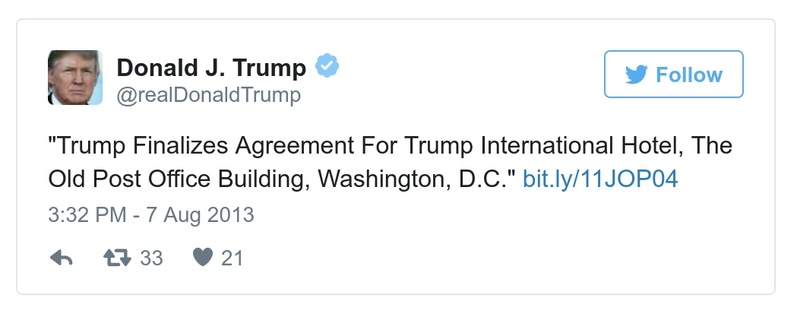 Donald J. Trump
@realDonaldTrump
Follow
"Trump Finalizes Agreement For Trump International Hotel, The
Old Post Office Building, Washington, D.C." bit.ly/11JOP04
3:32 PM - 7 Aug 2013
33 21